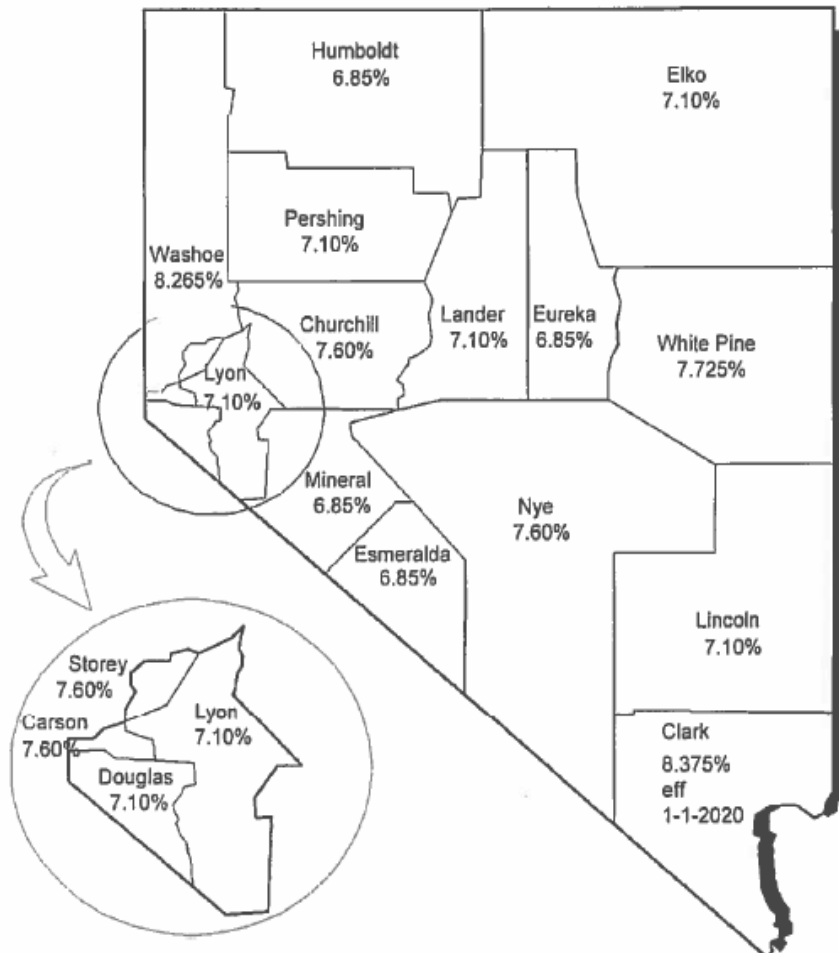 Humboldt
6.85%
Elko
7.10%
Pershing
7.10%
Washoe
8.265%
Churchill
7.60%
Lander
7.10%
Eureka
6.85%
White Pine
7.725%
Lyon
7.10%
Mineral
6.85%
Nye
7.60%
Esmeralda
6.85%
Lincoln
7.10%
Storey
7.60%
Lyon
7.10%
Carson
7.60%
Douglas
7.10%
Clark
8.375%
eff
1-1-2020